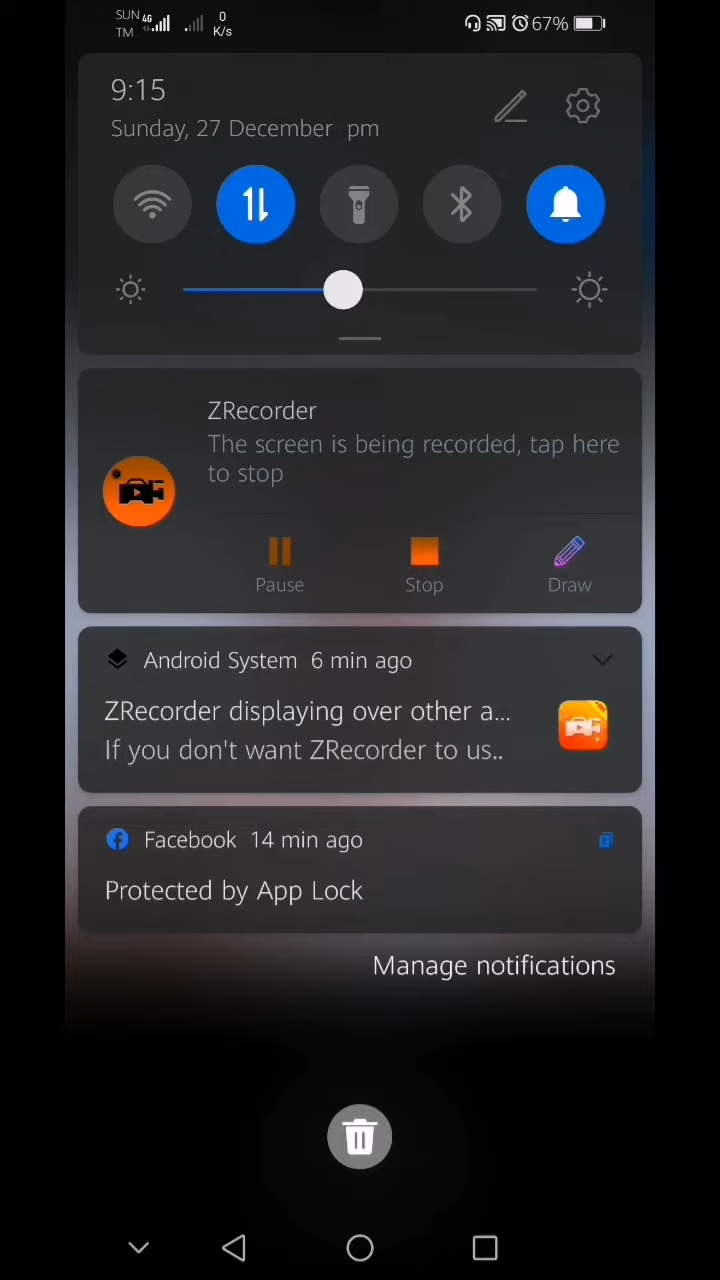 SUN 4G 0
TM K/s
67%
9:15
Sunday, 27 December pm
ZRecorder
The screen is being recorded, tap here
to stop
Pause Stop Draw
Android System 6 min ago
ZRecorder displaying over other a...
If you don't want ZRecorder to us..
Facebook 14 min ago
Protected by App Lock
Manage notifications